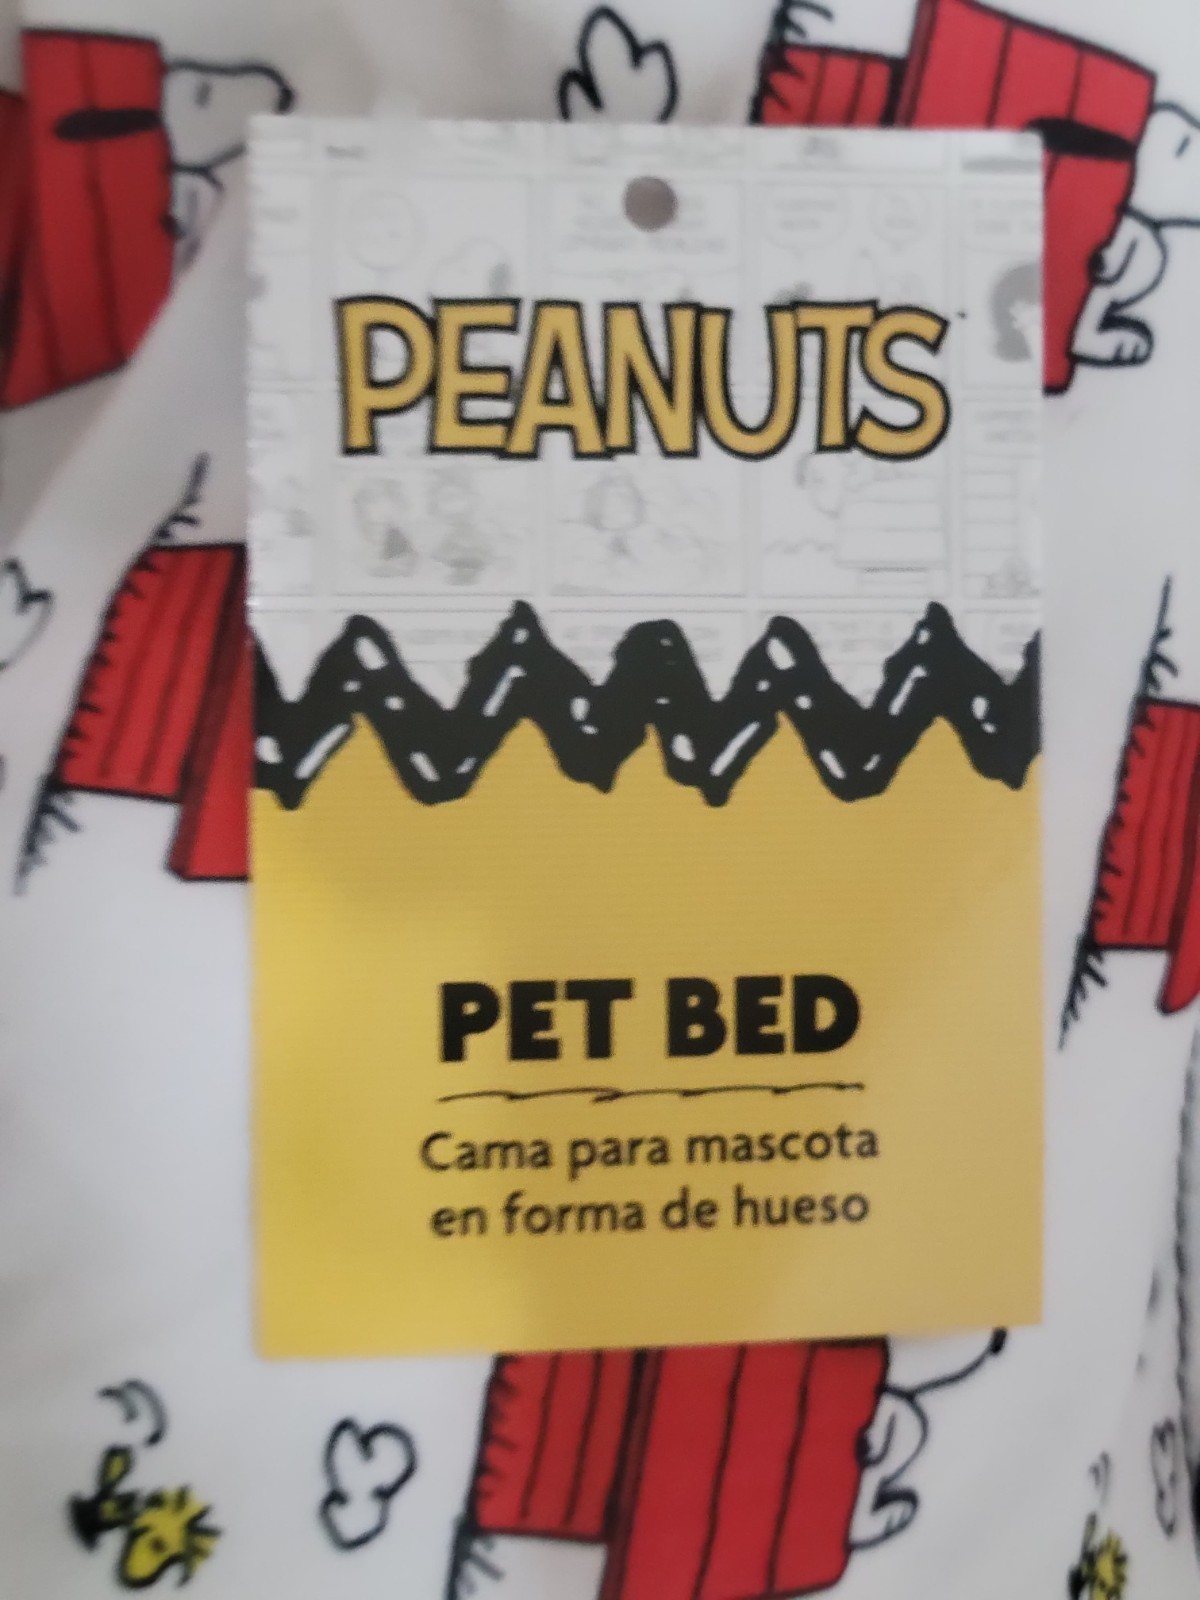 PEANUTS
PET BED
Cama para mascota
en forma de hueso